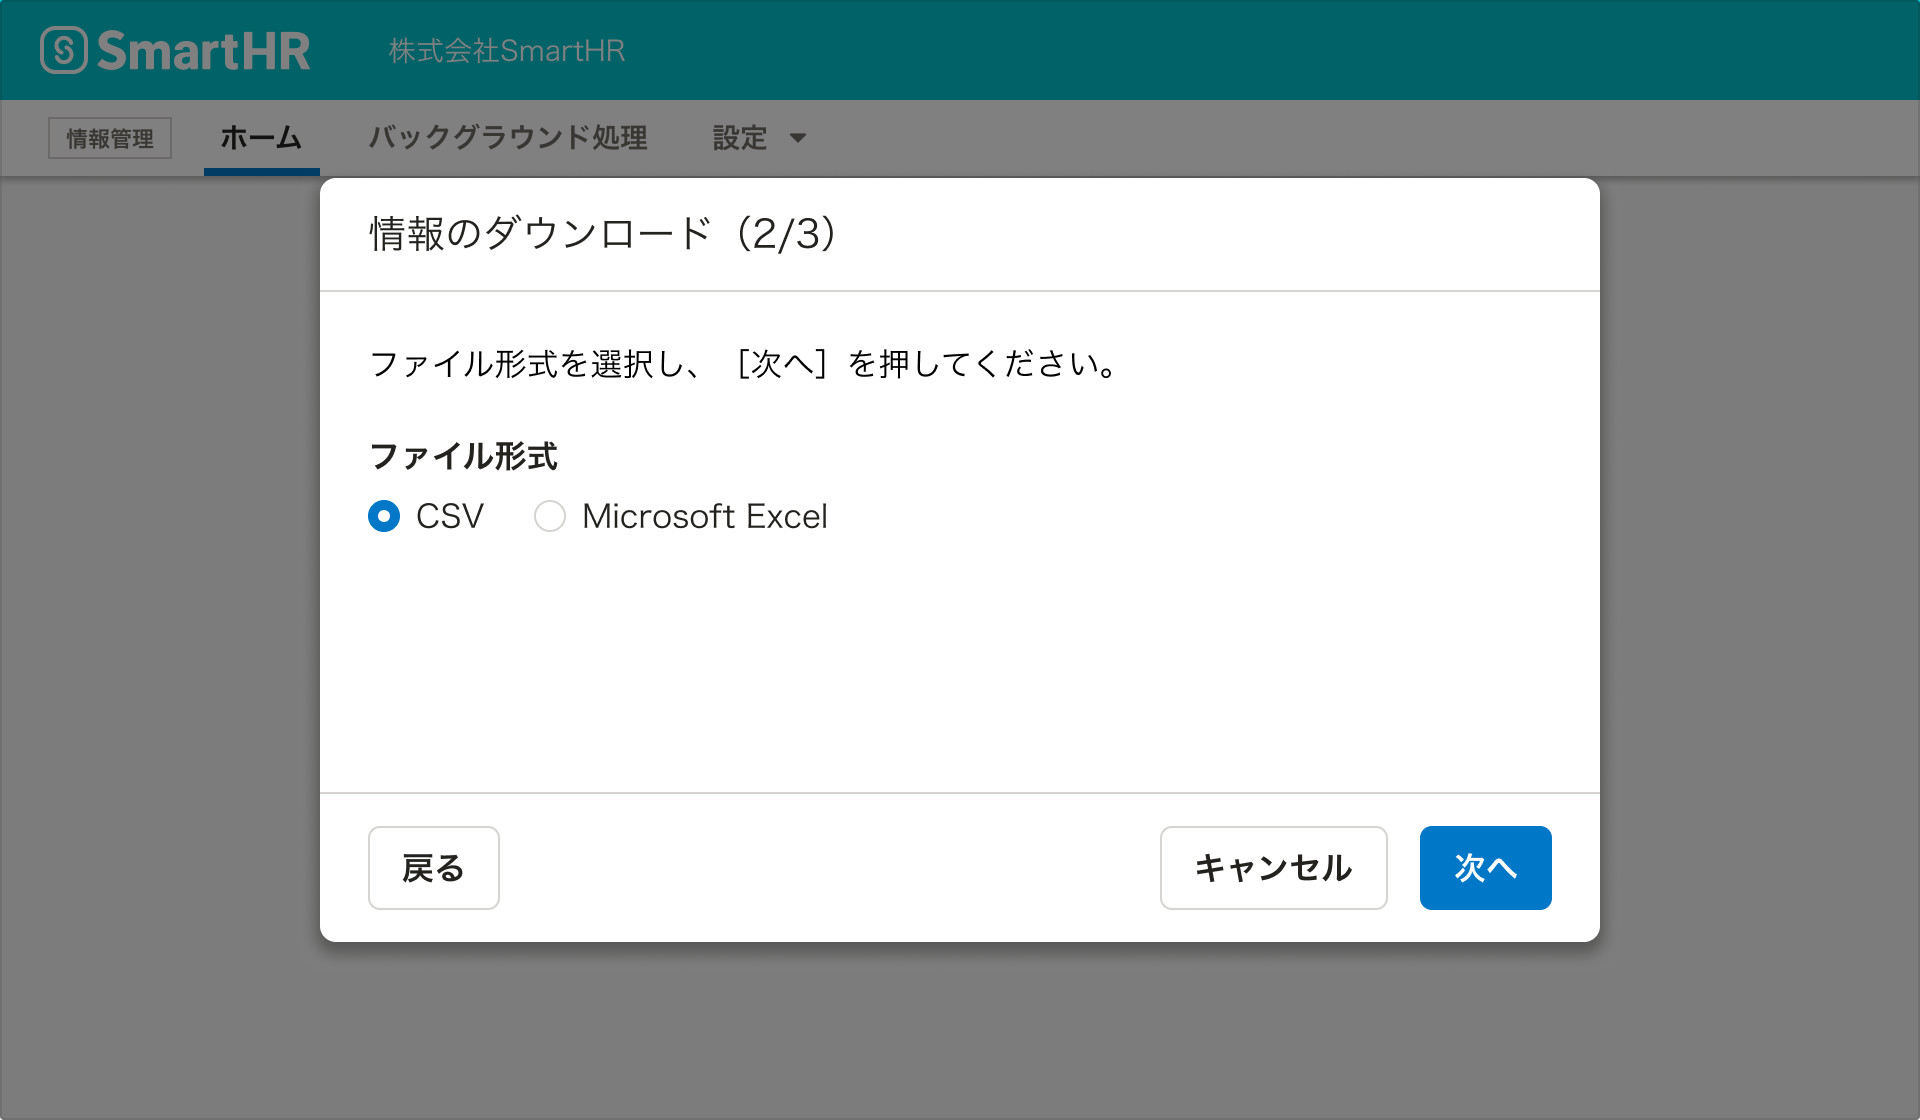 SmartHR 株式会社SmartHR
情報管理 ホーム バックグラウンド処理 設定
情報のダウンロード（2/3）
ファイル形式を選択し、［次へ］を押してください。
ファイル形式
CSV Microsoft Excel
戻る キャンセル 次へ